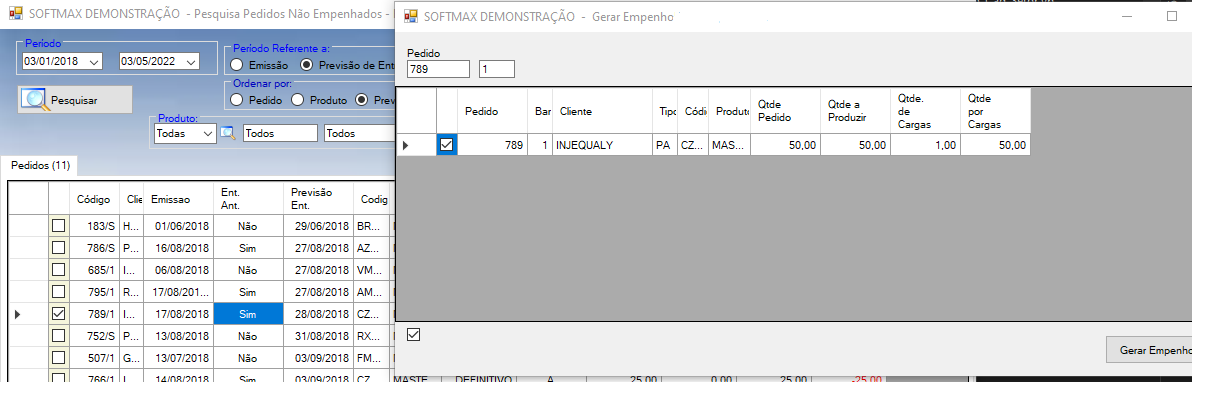 SOFTMAX DEMONSTRAÇÃO - Pesquisa Pedidos Não Empenhados -
Período
03/01/2018 03/05/2022
Período Referente a:
Emissão Previsão de Ent
Ordenar por:
Pedido Produto Prev
Pesquisar
Produto:
Todas Todos Todos
Pedidos (11)
Código Clie Emissao Ent. Ant. Previsão Ent. Codig
183/S H... 01/06/2018 Não 29/06/2018 BR...
786/S P... 16/08/2018 Sim 27/08/2018 AZ...
685/1 I... 06/08/2018 Não 27/08/2018 VM...
795/1 R... 17/08/201... Sim 27/08/2018 AM...
789/1 I... 17/08/2018 Sim 28/08/2018 CZ...
752/S P... 13/08/2018 Não 31/08/2018 RX...
507/1 G... 13/07/2018 Não 03/09/2018 FM...
766/1 I 14/08/2018 Sim 03/09/2018 CZ MASTE DEFINITIVO A 25,00 0,00 25,00 -25,00
SOFTMAX DEMONSTRAÇÃO - Gerar Empenho
Pedido
789 1
Pedido Bar Cliente Tipo Códi Produto Qtde Pedido Qtde a Produzir Qtde. de Cargas Qtde por Cargas
789 1 INJEQUALY PA CZ... MAS... 50,00 50,00 1,00 50,00
Gerar Empenho